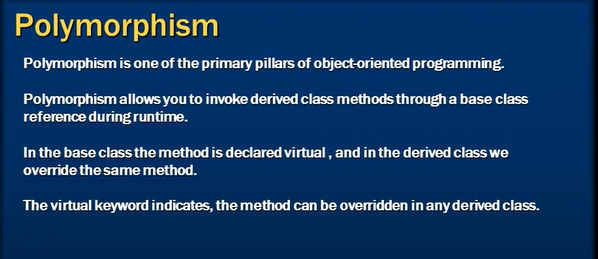 Polymorphism
Polymorphism is one of the primary pillars of object-oriented programming.
Polymorphism allows you to invoke derived class methods through a base class
reference during runtime.
In the base class the method is declared virtual , and in the derived class we
override the same method.
The virtual keyword indicates, the method can be overridden in any derived class.